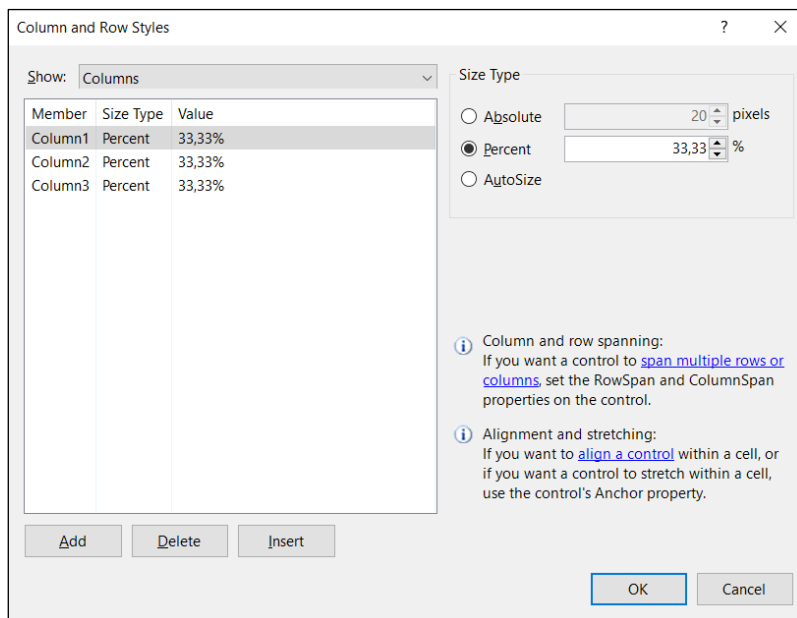 Column and Row Styles
?
Show: Columns
Member Size Type Value
Column1 Percent 33,33%
Column2 Percent 33,33%
Column3 Percent 33,33%
Add
Delete
Insert
Size Type
Absolute 20 pixels
Percent 33,33 %
AutoSize
Column and row spanning:
If you want a control to span multiple rows or
columns, set the RowSpan and ColumnSpan
properties on the control.
Alignment and stretching:
If you want to align a control within a cell, or
if you want a control to stretch within a cell,
use the control's Anchor property.
OK
Cancel